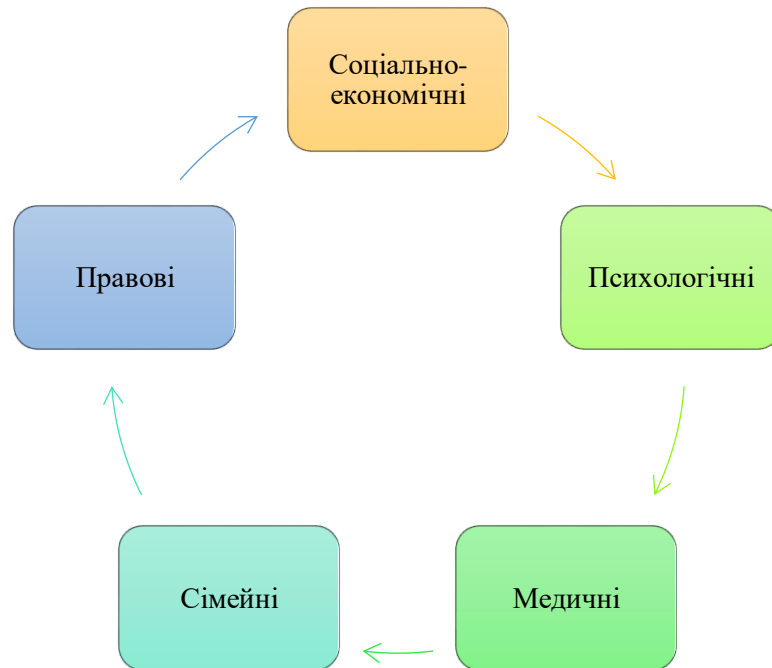 Соціально-
економічні
Правові
Психологічні
Сімейні
Медичні